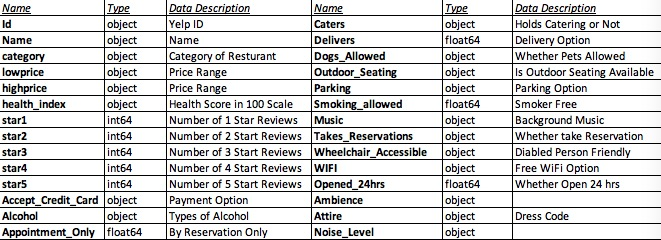 Name Type Data Description Name Type Data Description
Id object Yelp ID Caters object Holds Catering or Not
Name object Name Delivers float64 Delivery Option
category object Category of Resturant Dogs_Allowed object Whether Pets Allowed
lowprice object Price Range Outdoor_Seating object Is Outdoor Seating Available
highprice object Price Range Parking object Parking Option
health_index object Health Score in 100 Scale Smoking_allowed float64 Smoker Free
star1 int64 Number of 1 Star Reviews Music object Background Music
star2 int64 Number of 2 Start Reviews Takes_Reservations object Whether take Reservation
star3 int64 Number of 3 Start Reviews Wheelchair_Accessible object Diabled Person Friendly
star4 int64 Number of 4 Start Reviews WIFI object Free WiFi Option
star5 int64 Number of 5 Start Reviews Opened_24hrs float64 Whether Open 24 hrs
Accept_Credit_Card object Payment Option Ambience object
Alcohol object Types of Alcohol Attire object Dress Code
Appointment_Only float64 By Reservation Only Noise_Level object